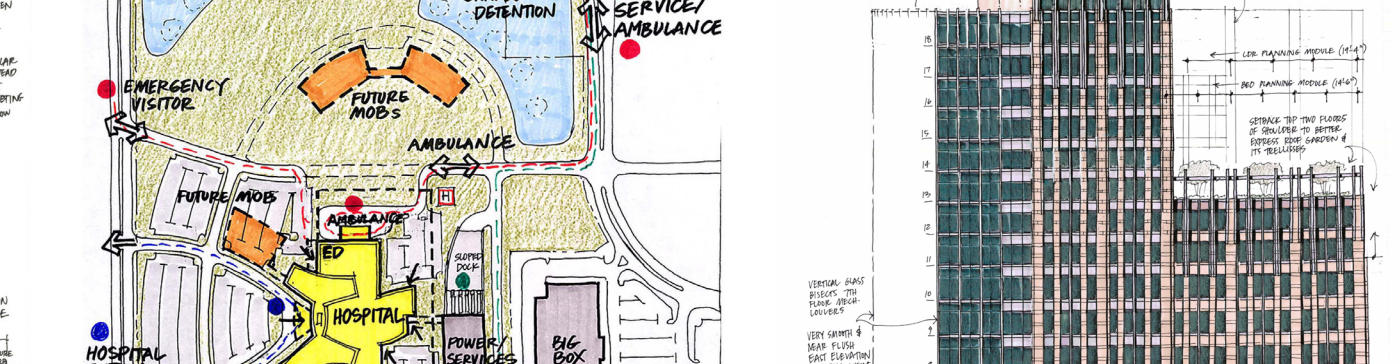 DETENTION
SERVICE/
AMBULANCE
EMERGENCY
VISITOR
FUTURE
MOBS
AMBULANCE
FUTURE MOB
H
AMBULANCE
ED
SLOPED
DOCK
HOSPITAL
POWER/
SERVICES
BIG
BOX
HOSPITAL
18
17
16
15
14
13
12
11
10
9
LDR PLANNING MODULE (19'-4")
BED PLANNING MODULE (14'-6")
SETBACK TOP TWO FLOORS
OF SHOULDER TO BETTER
EXPRESS ROOF GARDEN &
ITS TRELLISSES
VERTICAL GLASS
BISECTS 7TH
FLOOR MECH-
LOUVERS
VERY SMOOTH &
NEAR FLUSH
EAST ELEVATION